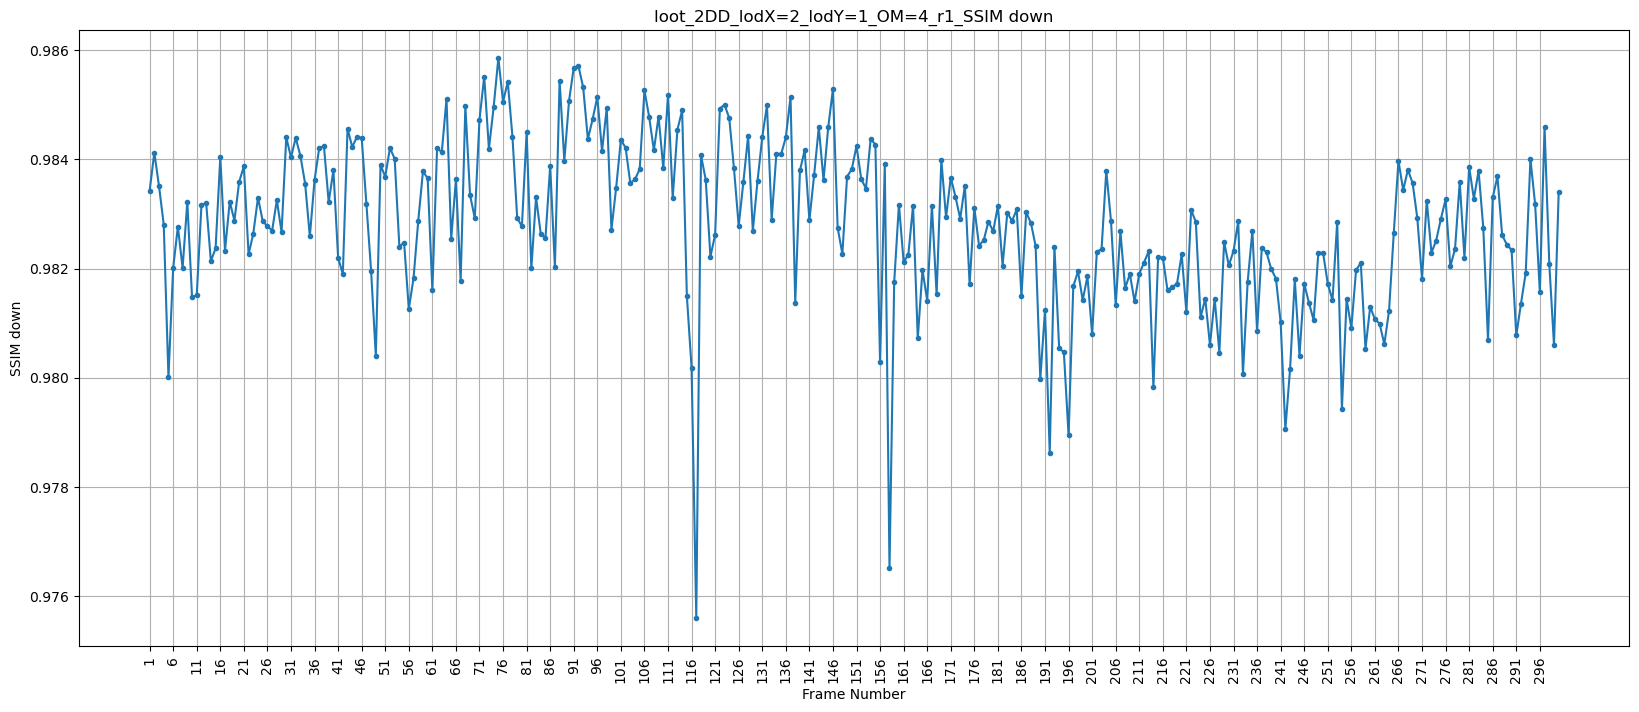 loot_2DD_lodX=2_lodY=1_OM=4_r1_SSIM down
SSIM down
0.986
0.984
0.982
0.980
0.978
0.976
1 6 11 16 21 26 31 36 41 46 51 56 61 66 71 76 81 86 91 96 101 106 111 116 121 126 131 136 141 146 151 156 161 166 171 176 181 186 191 196 201 206 211 216 221 226 231 236 241 246 251 256 261 266 271 276 281 286 291 296
Frame Number